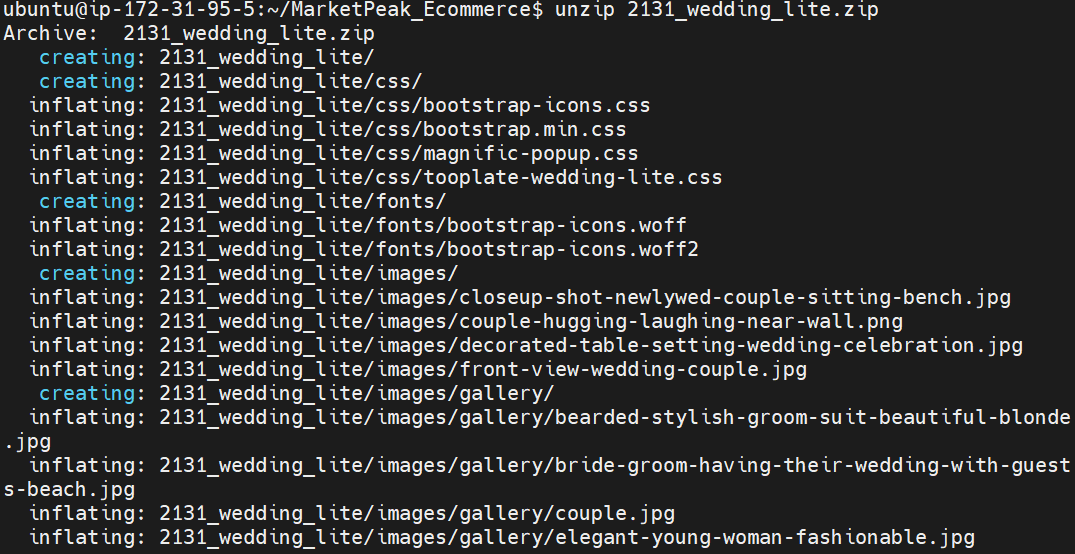 ubuntu@ip-172-31-95-5:~/MarketPeak_Ecommerce$ unzip 2131_wedding_lite.zip
Archive:  2131_wedding_lite.zip
   creating: 2131_wedding_lite/
   creating: 2131_wedding_lite/css/
  inflating: 2131_wedding_lite/css/bootstrap-icons.css
  inflating: 2131_wedding_lite/css/bootstrap.min.css
  inflating: 2131_wedding_lite/css/magnific-popup.css
  inflating: 2131_wedding_lite/css/tooplate-wedding-lite.css
   creating: 2131_wedding_lite/fonts/
  inflating: 2131_wedding_lite/fonts/bootstrap-icons.woff
  inflating: 2131_wedding_lite/fonts/bootstrap-icons.woff2
   creating: 2131_wedding_lite/images/
  inflating: 2131_wedding_lite/images/closeup-shot-newlywed-couple-sitting-bench.jpg
  inflating: 2131_wedding_lite/images/couple-hugging-laughing-near-wall.png
  inflating: 2131_wedding_lite/images/decorated-table-setting-wedding-celebration.jpg
  inflating: 2131_wedding_lite/images/front-view-wedding-couple.jpg
   creating: 2131_wedding_lite/images/gallery/
  inflating: 2131_wedding_lite/images/gallery/bearded-stylish-groom-suit-beautiful-blonde
.jpg
  inflating: 2131_wedding_lite/images/gallery/bride-groom-having-their-wedding-with-guest
s-beach.jpg
  inflating: 2131_wedding_lite/images/gallery/couple.jpg
  inflating: 2131_wedding_lite/images/gallery/elegant-young-woman-fashionable.jpg